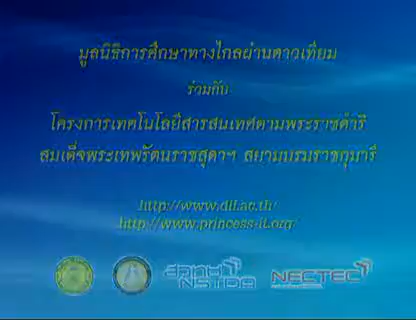 มูลนิธิการศึกษาทางไกลผ่านดาวเทียม
ร่วมกับ
โครงการเทคโนโลยีสารสนเทศตามพระราชดำริ
สมเด็จพระเทพรัตนราชสุดาฯ สยามบรมราชกุมารี
http://www.dlf.ac.th/
http://www.princess-it.org/
สวทช NSTDA NECTEC